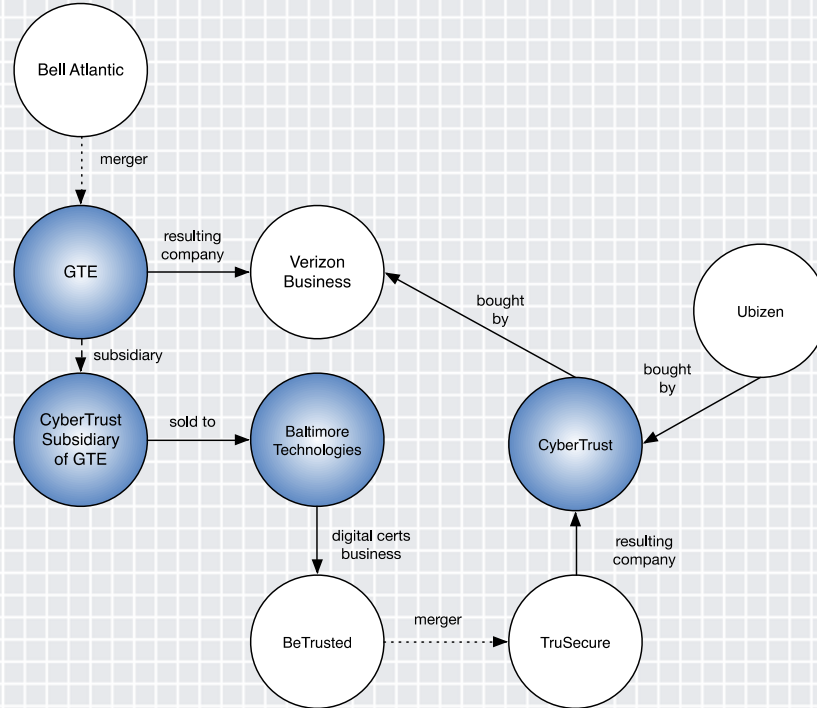 Bell Atlantic
merger
GTE
resulting
company
Verizon
Business
Ubizen
bought
by
bought
by
subsidiary
CyberTrust
Subsidiary
of GTE
sold to
Baltimore
Technologies
CyberTrust
digital certs
business
resulting
company
BeTrusted
merger
TruSecure